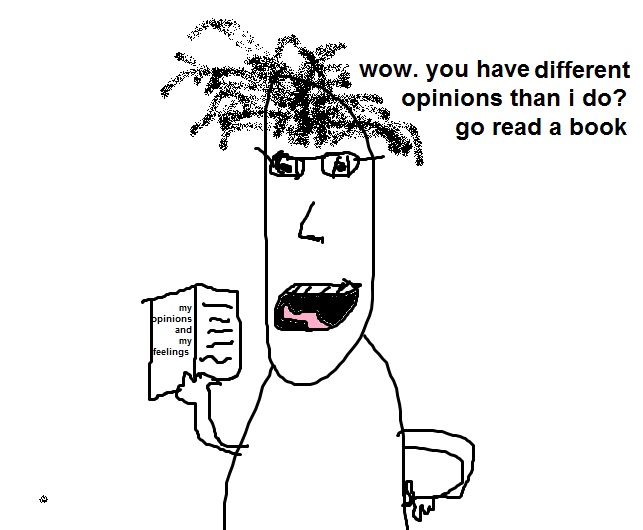 wow. you have different
opinions than i do?
go read a book
my
opinions
and
my
feelings